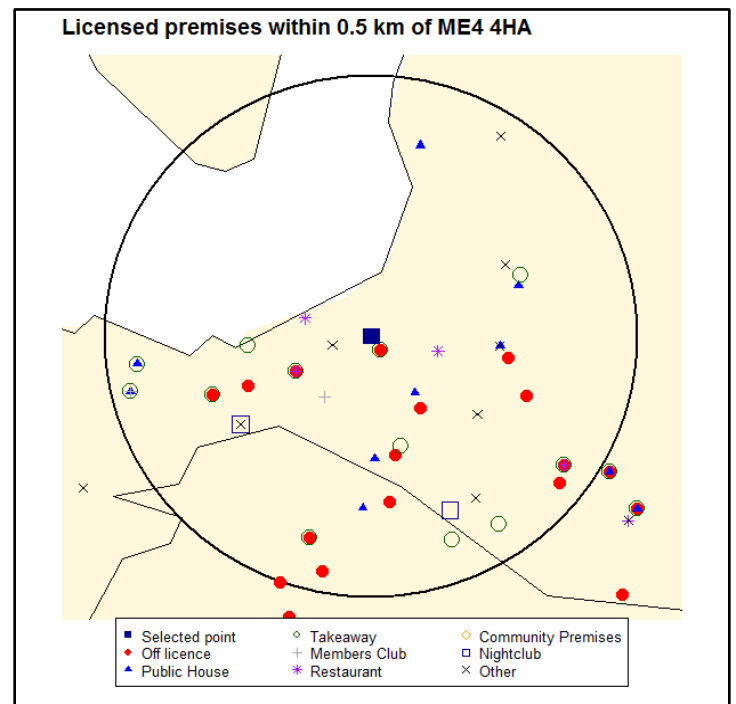 Licensed premises within 0.5 km of ME4 4HA
Selected point Takeaway Community Premises
Off licence Members Club Nightclub
Public House Restaurant Other